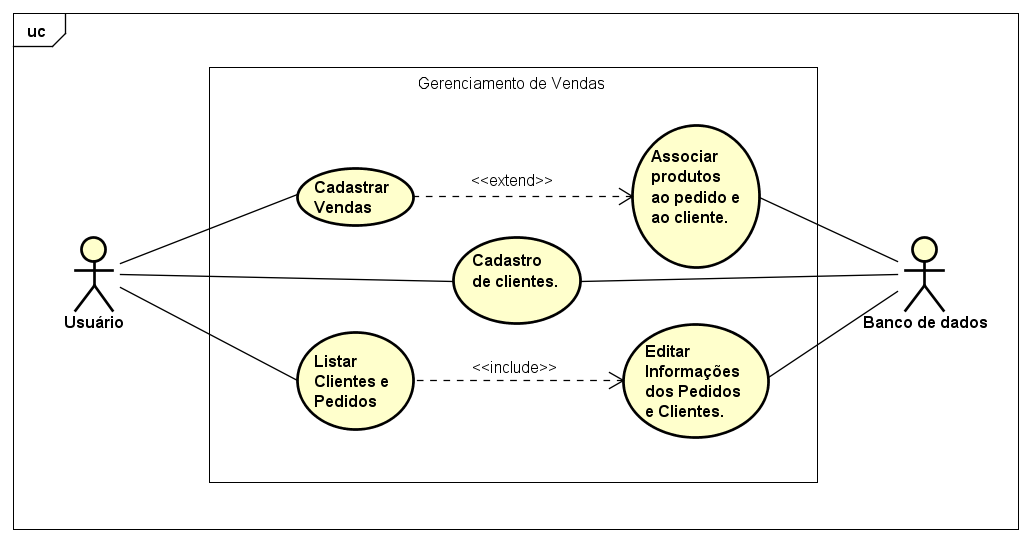 uc
Gerenciamento de Vendas
Cadastrar
Vendas
<<extend>>
Associar
produtos
ao pedido e
ao cliente.
Cadastro
de clientes.
Usuário
Banco de dados
Listar
Clientes e
Pedidos
<<include>>
Editar
Informações
dos Pedidos
e Clientes.